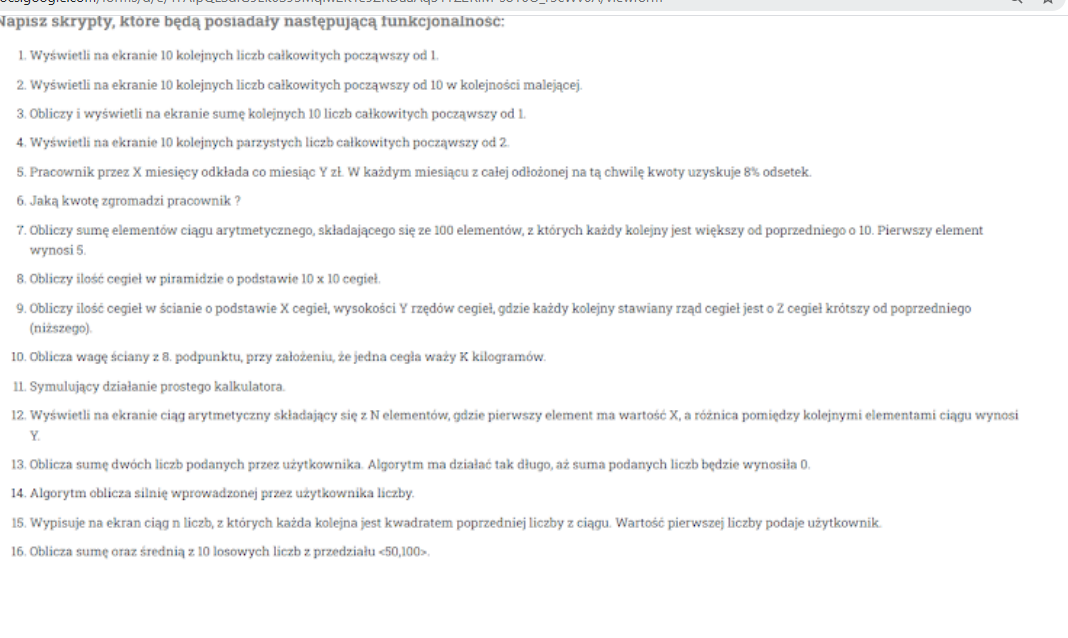 Napisz skrypty, które będą posiadały następującą funkcjonalność:
1. Wyświetli na ekranie 10 kolejnych liczb całkowitych począwszy od 1.
2. Wyświetli na ekranie 10 kolejnych liczb całkowitych począwszy od 10 w kolejności malejącej.
3. Obliczy i wyświetli na ekranie sumę kolejnych 10 liczb całkowitych począwszy od 1.
4. Wyświetli na ekranie 10 kolejnych parzystych liczb całkowitych począwszy od 2.
5. Pracownik przez X miesięcy odkłada co miesiąc Y zł. W każdym miesiącu z całej odłożonej na tą chwilę kwoty uzyskuje 8% odsetek.
6. Jaką kwotę zgromadzi pracownik ?
7. Obliczy sumę elementów ciągu arytmetycznego, składającego się ze 100 elementów, z których każdy kolejny jest większy od poprzedniego o 10. Pierwszy element
wynosi 5.
8. Obliczy ilość cegieł w piramidzie o podstawie 10 x 10 cegieł.
9. Obliczy ilość cegieł w ścianie o podstawie X cegieł, wysokości Y rzędów cegieł, gdzie każdy kolejny stawiany rząd cegieł jest o Z cegieł krótszy od poprzedniego
(niższego).
10. Oblicza wagę ściany z 8. podpunktu, przy założeniu, że jedna cegła waży K kilogramów.
11. Symulujący działanie prostego kalkulatora.
12. Wyświetli na ekranie ciąg arytmetyczny składający się z N elementów, gdzie pierwszy element ma wartość X, a różnica pomiędzy kolejnymi elementami ciągu wynosi
Y.
13. Oblicza sumę dwóch liczb podanych przez użytkownika. Algorytm ma działać tak długo, aż suma podanych liczb będzie wynosiła 0.
14. Algorytm oblicza silnię wprowadzonej przez użytkownika liczby.
15. Wypisuje na ekran ciąg n liczb, z których każda kolejna jest kwadratem poprzedniej liczby z ciągu. Wartość pierwszej liczby podaje użytkownik.
16. Oblicza sumę oraz średnią z 10 losowych liczb z przedziału <50,100>.